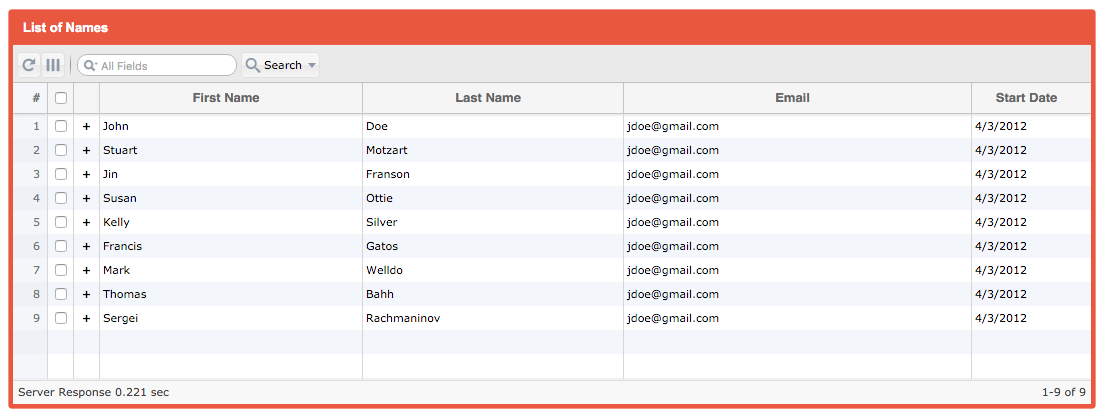 List of Names
All Fields Search
# First Name Last Name Email Start Date
1 + John Doe jdoe@gmail.com 4/3/2012
2 + Stuart Motzart jdoe@gmail.com 4/3/2012
3 + Jin Franson jdoe@gmail.com 4/3/2012
4 + Susan Ottie jdoe@gmail.com 4/3/2012
5 + Kelly Silver jdoe@gmail.com 4/3/2012
6 + Francis Gatos jdoe@gmail.com 4/3/2012
7 + Mark Welldo jdoe@gmail.com 4/3/2012
8 + Thomas Bahh jdoe@gmail.com 4/3/2012
9 + Sergei Rachmaninov jdoe@gmail.com 4/3/2012
Server Response 0.221 sec 1-9 of 9